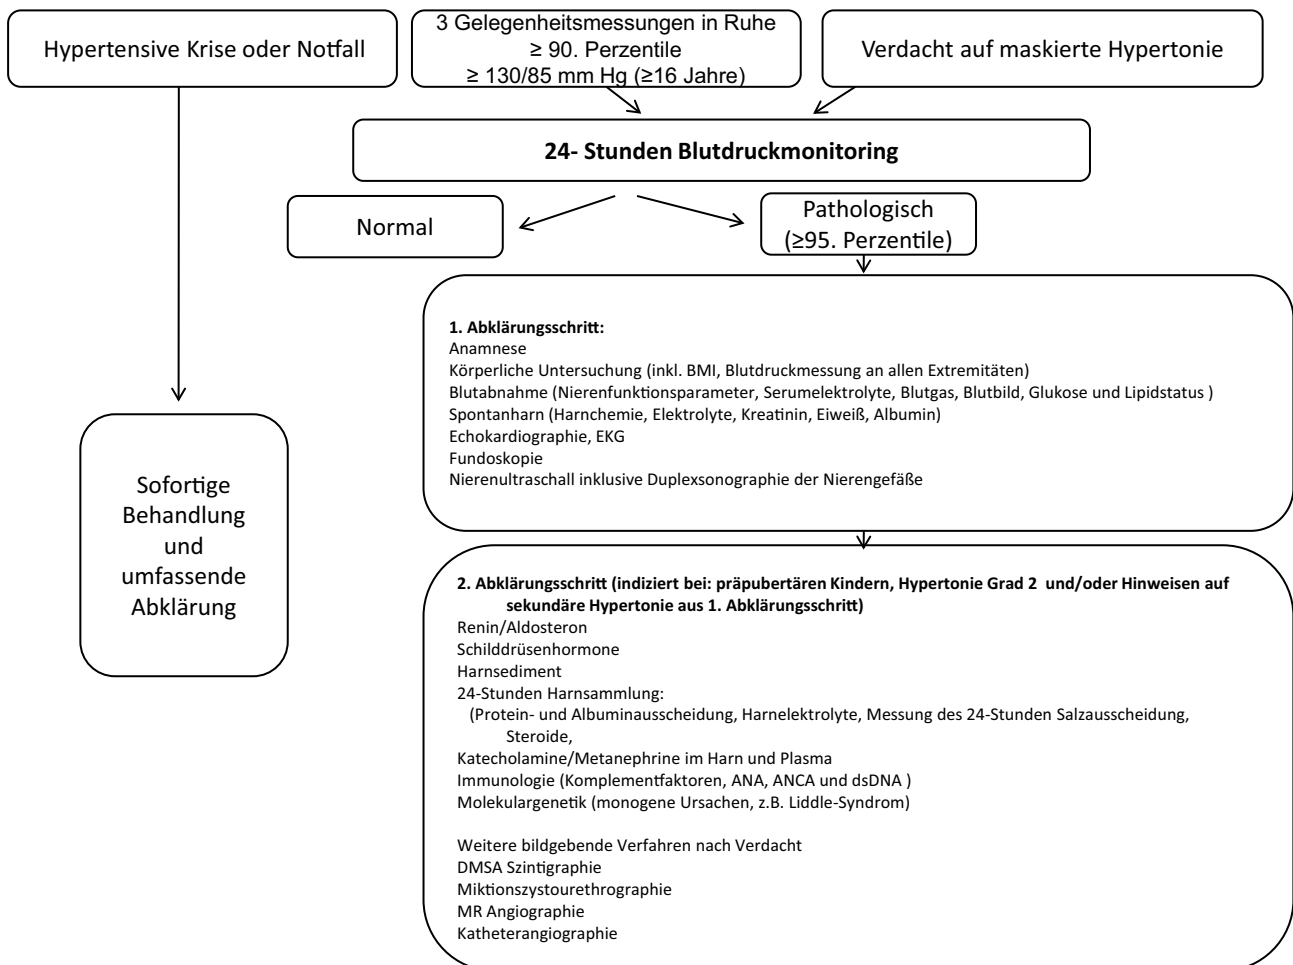 Hypertensive Krise oder Notfall
3 Gelegenheitsmessungen in Ruhe
≥ 90. Perzentile
≥ 130/85 mm Hg (≥16 Jahre)
Verdacht auf maskierte Hypertonie
24- Stunden Blutdruckmonitoring
Normal
Pathologisch
(≥95. Perzentile)
1. Abklärungsschritt:
Anamnese
Körperliche Untersuchung (inkl. BMI, Blutdruckmessung an allen Extremitäten)
Blutabnahme (Nierenfunktionsparameter, Serumelektrolyte, Blutgas, Blutbild, Glukose und Lipidstatus )
Spontanharn (Harnchemie, Elektrolyte, Kreatinin, Eiweiß, Albumin)
Echokardiographie, EKG
Fundoskopie
Nierenultraschall inklusive Duplexsonographie der Nierengefäße
Sofortige
Behandlung
und
umfassende
Abklärung
2. Abklärungsschritt (indiziert bei: präpubertären Kindern, Hypertonie Grad 2 und/oder Hinweisen auf
sekundäre Hypertonie aus 1. Abklärungsschritt)
Renin/Aldosteron
Schilddrüsenhormone
Harnsediment
24-Stunden Harnsammlung:
(Protein- und Albuminausscheidung, Harnelektrolyte, Messung des 24-Stunden Salzausscheidung,
Steroide,
Katecholamine/Metanephrine im Harn und Plasma
Immunologie (Komplementfaktoren, ANA, ANCA und dsDNA )
Molekulargenetik (monogene Ursachen, z.B. Liddle-Syndrom)
Weitere bildgebende Verfahren nach Verdacht
DMSA Szintigraphie
Miktionszystourethrographie
MR Angiographie
Katheterangiographie